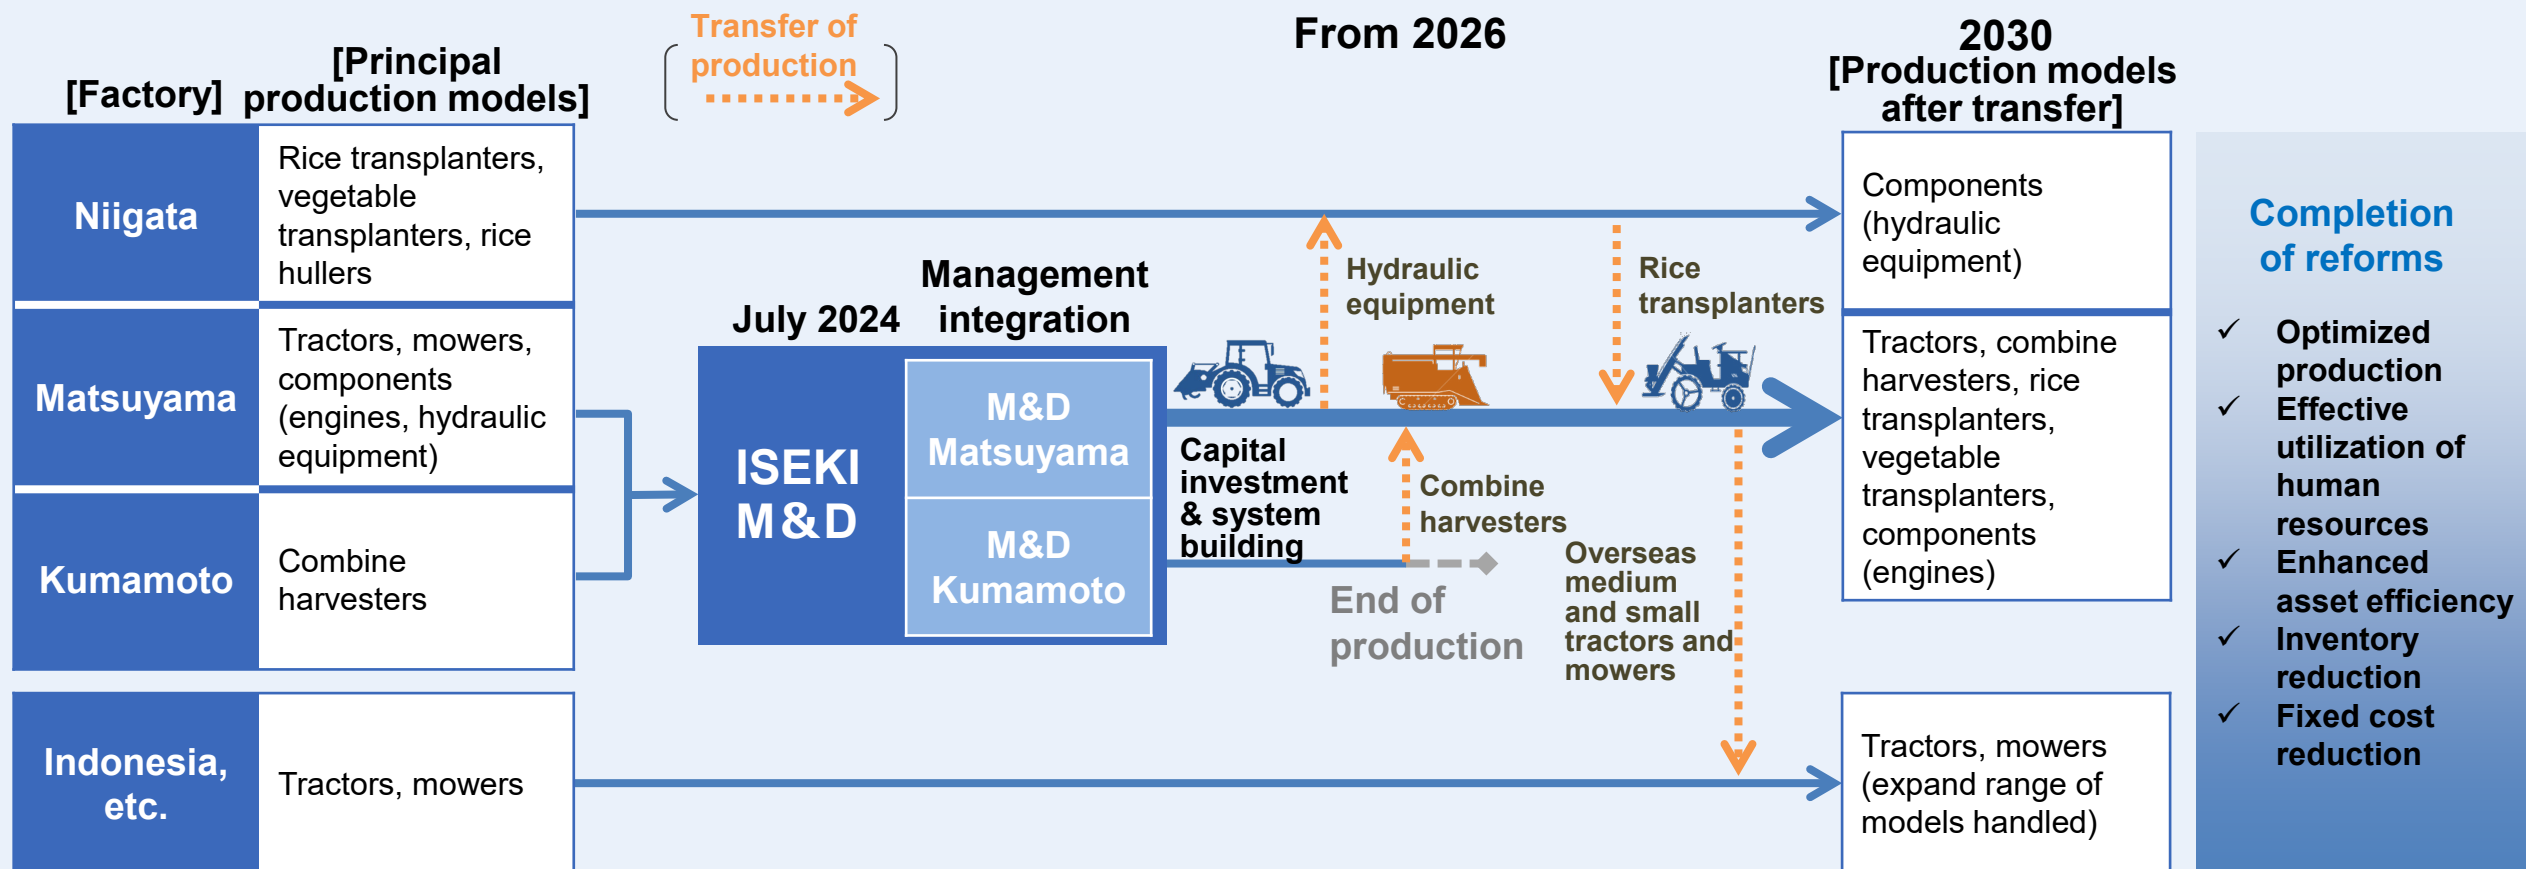 Transfer of
production
From 2026
2030
[Factory]
[Principal
production models]
[Production models
after transfer]
Niigata
Rice transplanters,
vegetable
transplanters, rice
hullers
Matsuyama
Tractors, mowers,
components
(engines, hydraulic
equipment)
Kumamoto
Combine
harvesters
Indonesia,
etc.
Tractors, mowers
July 2024
Management
integration
ISEKI
M&D
M&D
Matsuyama
M&D
Kumamoto
Capital
investment
& system
building
Hydraulic
equipment
Combine
harvesters
End of
production
Rice
transplanters
Overseas
medium
and small
tractors and
mowers
Components
(hydraulic
equipment)
Tractors, combine
harvesters, rice
transplanters,
vegetable
transplanters,
components
(engines)
Tractors, mowers
(expand range of
models handled)
Completion
of reforms
✓ Optimized
production
✓ Effective
utilization of
human
resources
✓ Enhanced
asset efficiency
✓ Inventory
reduction
✓ Fixed cost
reduction